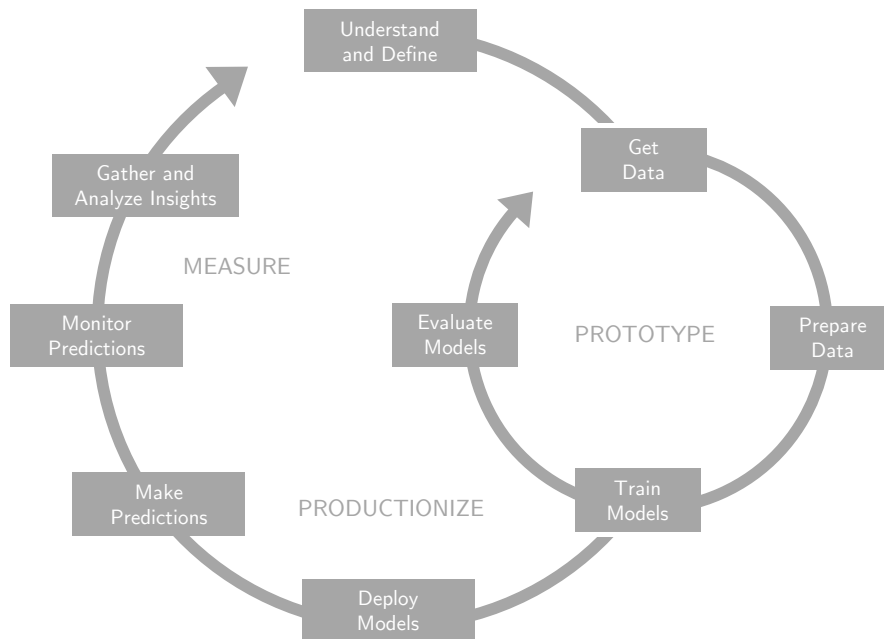 Understand
and Define
Get
Data
Gather and
Analyze Insights
MEASURE
Monitor
Predictions
Evaluate
Models
PROTOTYPE
Prepare
Data
Make
Predictions
PRODUCTIONIZE
Train
Models
Deploy
Models